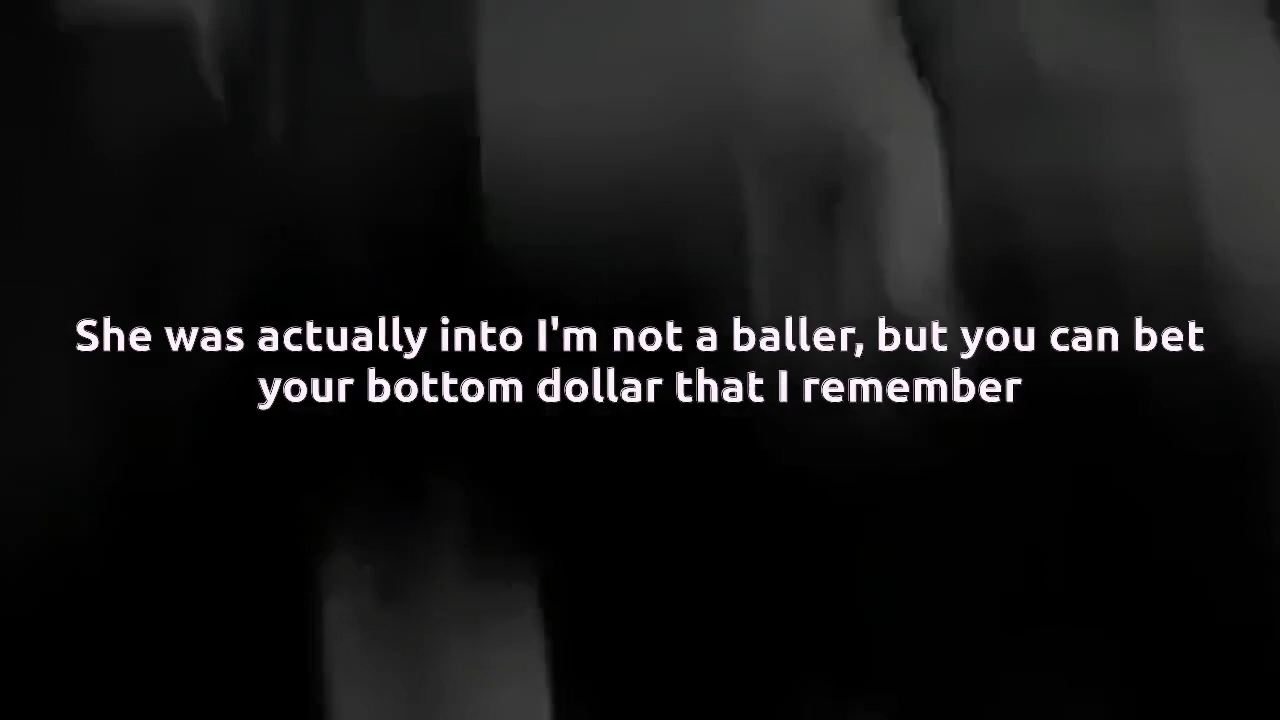 She was actually into I'm not a baller, but you can bet
your bottom dollar that I remember